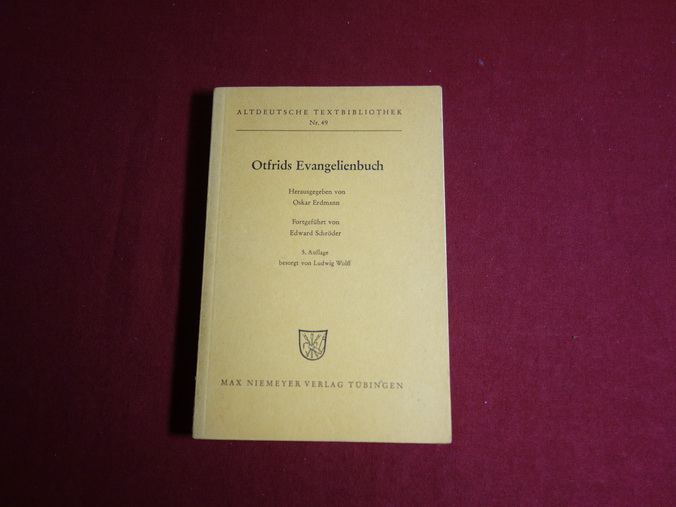 ALTDEUTSCHE TEXTBIBLIOTHEK
Nr. 49
Otfrids Evangelienbuch
Herausgegeben von
Oskar Erdmann
Fortgeführt von
Edward Schröder
5. Auflage
besorgt von Ludwig Wolff
MAX NIEMEYER VERLAG TÜBINGEN